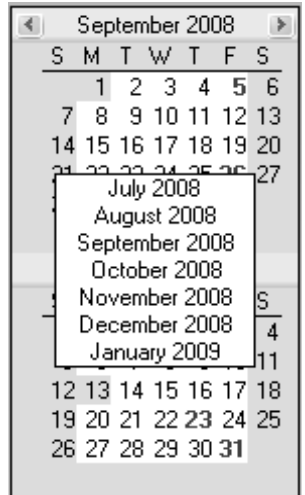 September 2008
S M T W T F S
1 2 3 4 5 6
7 8 9 10 11 12 13
14 15 16 17 18 19 20
27
July 2008
August 2008
September 2008
October 2008
November 2008
December 2008
January 2009
S
4
11
12 13 14 15 16 17 18
19 20 21 22 23 24 25
26 27 28 29 30 31